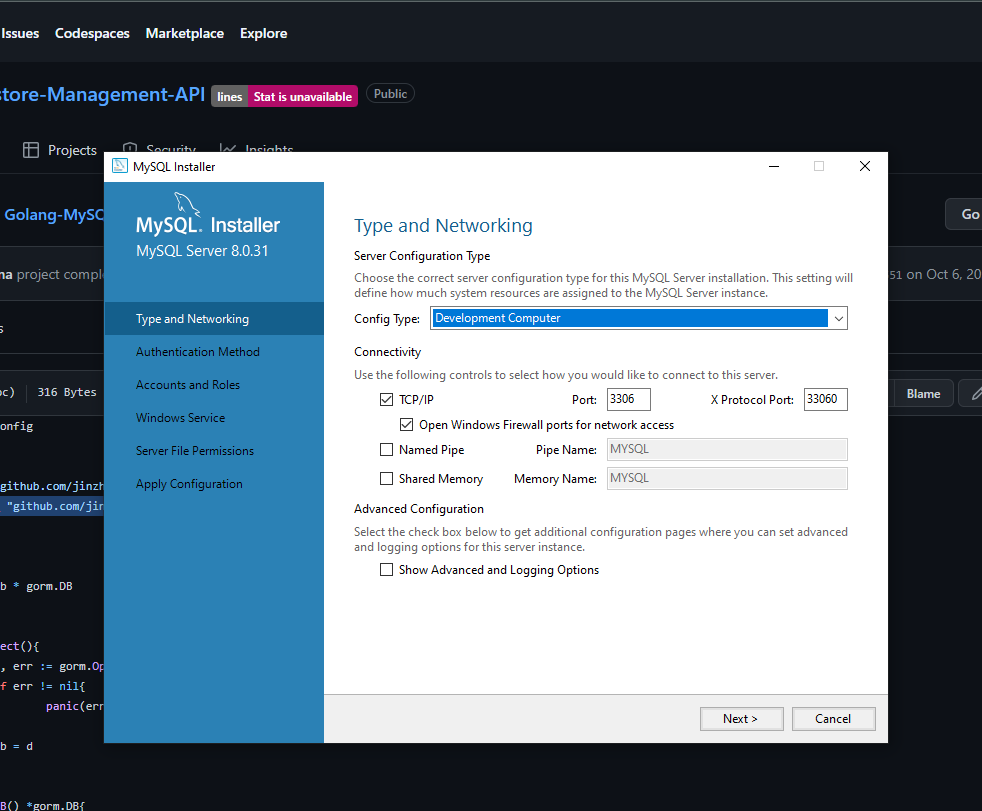 Issues Codespaces Marketplace Explore
store-Management-API lines Stat is unavailable Public
Projects Security Insights
MySQL Installer
MySQL. Installer
MySQL Server 8.0.31
Type and Networking
Authentication Method
Accounts and Roles
Windows Service
Server File Permissions
Apply Configuration
Type and Networking
Server Configuration Type
Choose the correct server configuration type for this MySQL Server installation. This setting will
define how much system resources are assigned to the MySQL Server instance.
Config Type: Development Computer
Connectivity
Use the following controls to select how you would like to connect to this server.
TCP/IP Port: 3306 X Protocol Port: 33060
Open Windows Firewall ports for network access
Named Pipe Pipe Name: MYSQL
Shared Memory Memory Name: MYSQL
Advanced Configuration
Select the check box below to get additional configuration pages where you can set advanced
and logging options for this server instance.
Show Advanced and Logging Options
Next > Cancel
Golang-MySQ
Go
na project comple
51 on Oct 6, 20
s
oc) 316 Bytes
Blame
onfig
github.com/jinzh
"github.com/jin
b * gorm.DB
ect(){
, err := gorm.Op
f err != nil{
panic(err
b = d
B() *gorm.DB{